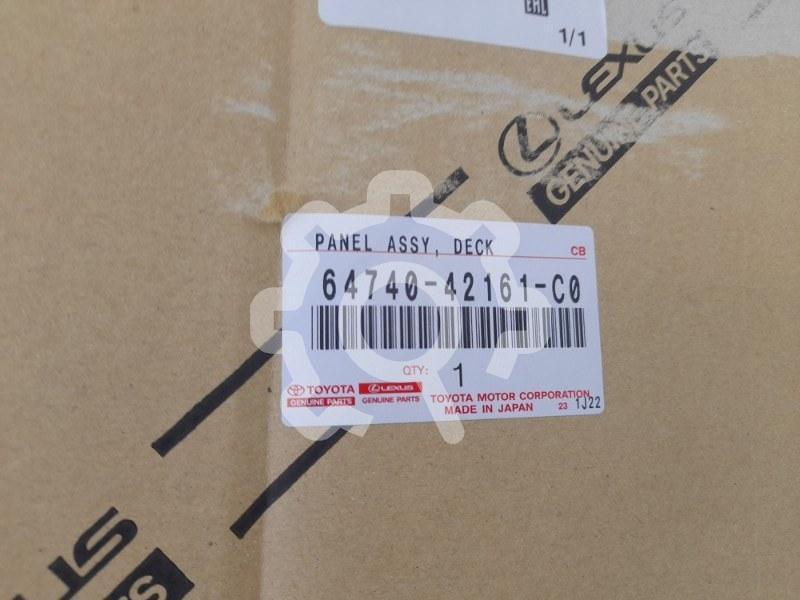 EAC
1/1
LEXUS
GENUINE PARTS
PANEL ASSY, DECK
CB
64740-42161-C0
QTY: 1
TOYOTA
GENUINE PARTS
LEXUS
GENUINE PARTS
TOYOTA MOTOR CORPORATION
MADE IN JAPAN 23 1J22